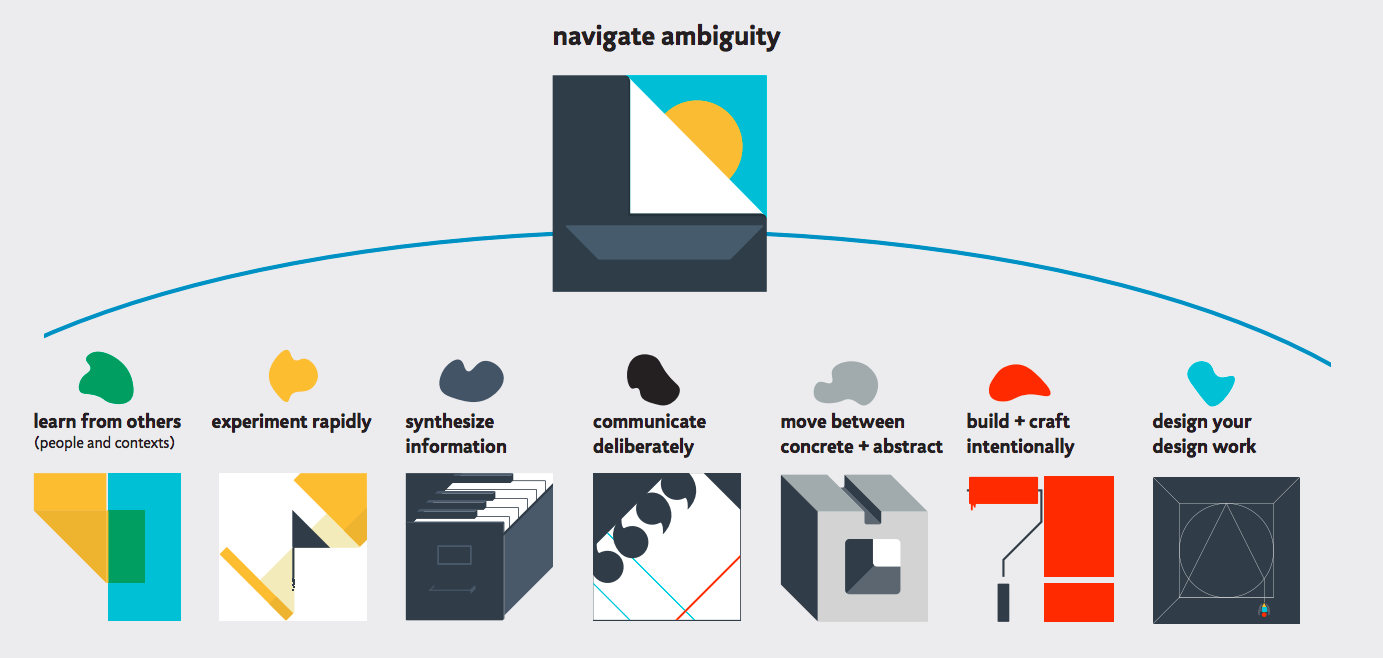 navigate ambiguity
learn from others
(people and contexts)
experiment rapidly
synthesize
information
communicate
deliberately
move between
concrete + abstract
build + craft
intentionally
design your
design work